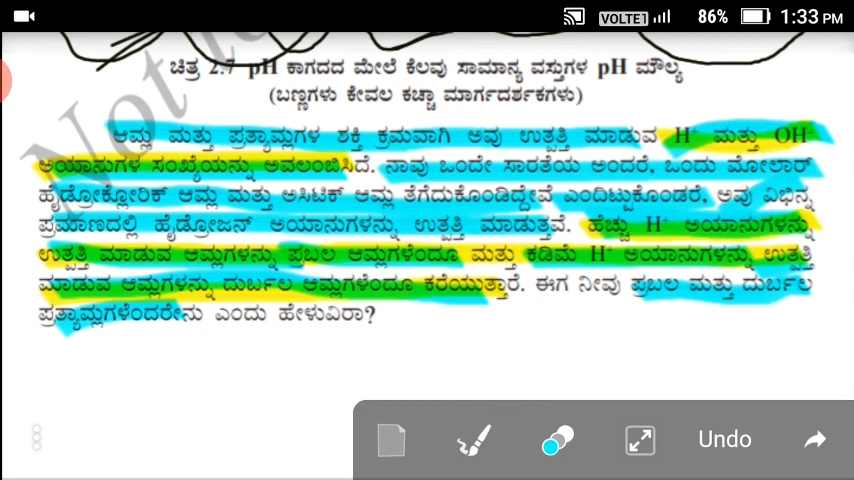 VOLTE1 86% 1:33 PM
ಚಿತ್ರ 2.7 pH ಕಾಗದದ ಮೇಲೆ ಕೆಲವು ಸಾಮಾನ್ಯ ವಸ್ತುಗಳ pH ಮೌಲ್ಯ
(ಬಣ್ಣಗಳು ಕೇವಲ ಕಚ್ಚಾ ಮಾರ್ಗದರ್ಶಕಗಳು)
ಆಮ್ಲ ಮತ್ತು ಪ್ರತ್ಯಾಮ್ಲಗಳ ಶಕ್ತಿ ಕ್ರಮವಾಗಿ ಅವು ಉತ್ಪತ್ತಿ ಮಾಡುವ H⁺ ಮತ್ತು OH⁻
ಅಯಾನುಗಳ ಸಂಖ್ಯೆಯನ್ನು ಅವಲಂಬಿಸಿದೆ. ನಾವು ಒಂದೇ ಸಾರತೆಯ ಅಂದರೆ, ಒಂದು ಮೋಲಾರ್
ಹೈಡ್ರೋಕ್ಲೋರಿಕ್ ಆಮ್ಲ ಮತ್ತು ಅಸಿಟಿಕ್ ಆಮ್ಲ ತೆಗೆದುಕೊಂಡಿದ್ದೇವೆ ಎಂದಿಟ್ಟುಕೊಂಡರೆ, ಅವು ವಿಭಿನ್ನ
ಪ್ರಮಾಣದಲ್ಲಿ ಹೈಡ್ರೋಜನ್ ಅಯಾನುಗಳನ್ನು ಉತ್ಪತ್ತಿ ಮಾಡುತ್ತವೆ. ಹೆಚ್ಚು H⁺ ಅಯಾನುಗಳನ್ನು
ಉತ್ಪತ್ತಿ ಮಾಡುವ ಆಮ್ಲಗಳನ್ನು ಪ್ರಬಲ ಆಮ್ಲಗಳೆಂದೂ ಮತ್ತು ಕಡಿಮೆ H⁺ ಅಯಾನುಗಳನ್ನು ಉತ್ಪತ್ತಿ
ಮಾಡುವ ಆಮ್ಲಗಳನ್ನು ದುರ್ಬಲ ಆಮ್ಲಗಳೆಂದೂ ಕರೆಯುತ್ತಾರೆ. ಈಗ ನೀವು ಪ್ರಬಲ ಮತ್ತು ದುರ್ಬಲ
ಪ್ರತ್ಯಾಮ್ಲಗಳೆಂದರೇನು ಎಂದು ಹೇಳುವಿರಾ?
Not
Undo